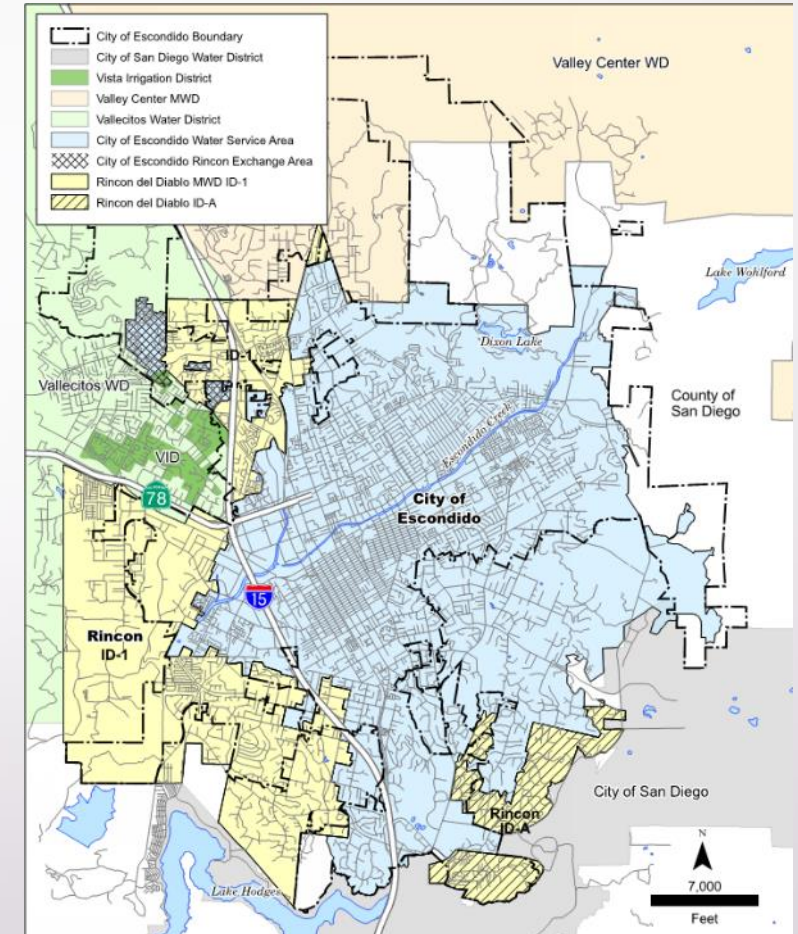 City of Escondido Boundary
City of San Diego Water District
Vista Irrigation District
Valley Center MWD
Vallecitos Water District
City of Escondido Water Service Area
City of Escondido Rincon Exchange Area
Rincon del Diablo MWD ID-1
Rincon del Diablo ID-A
Valley Center WD
Lake Wohlford
Dixon Lake
ID-1
Vallecitos WD
County of
San Diego
Escondido Creek
VID
78
City of
Escondido
15
Rincon
ID-1
City of San Diego
Rincon
ID-A
Lake Hodges
N
7,000
Feet